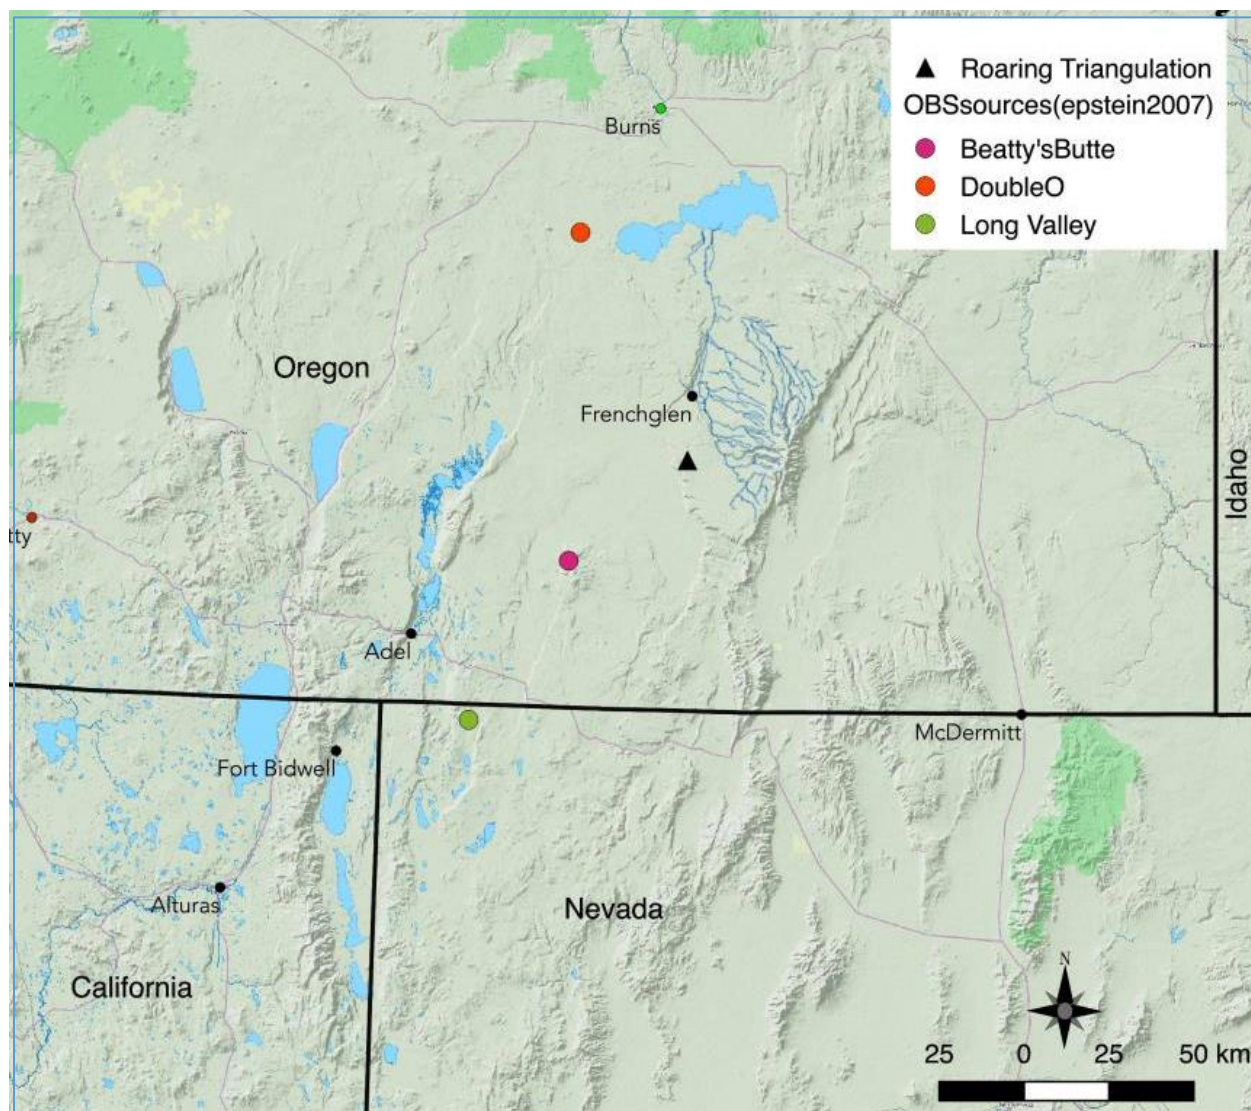 Roaring Triangulation
OBSsources(epstein2007)
Beatty'sButte
DoubleO
Long Valley
Burns
Oregon
Frenchglen
Idaho
tty
Adel
McDermitt
Fort Bidwell
Alturas
Nevada
California
N
25 0 25 50 km